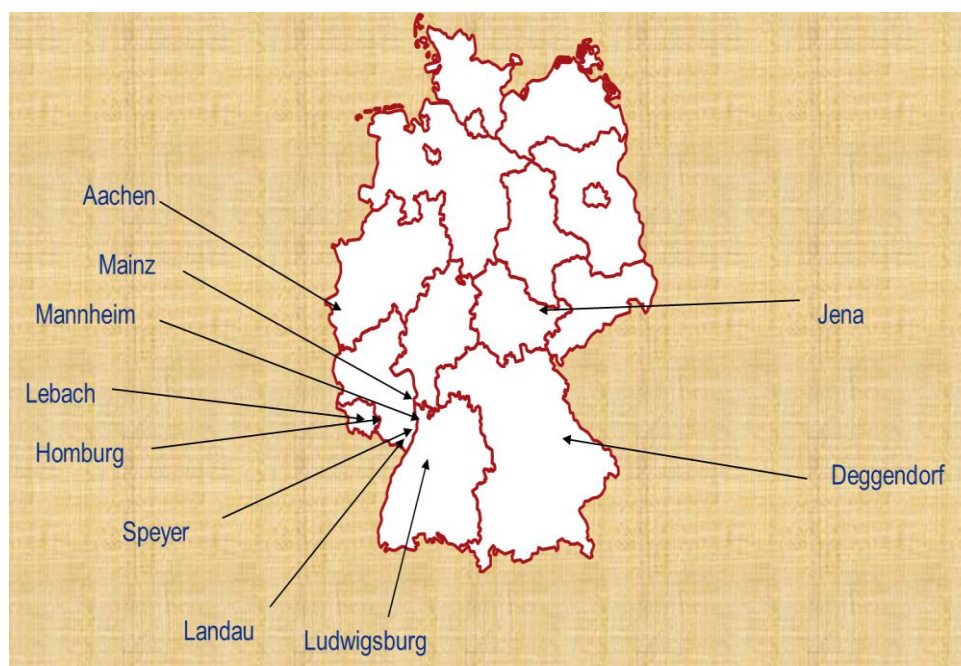 Aachen
Mainz
Mannheim
Lebach
Homburg
Speyer
Landau
Ludwigsburg
Jena
Deggendorf